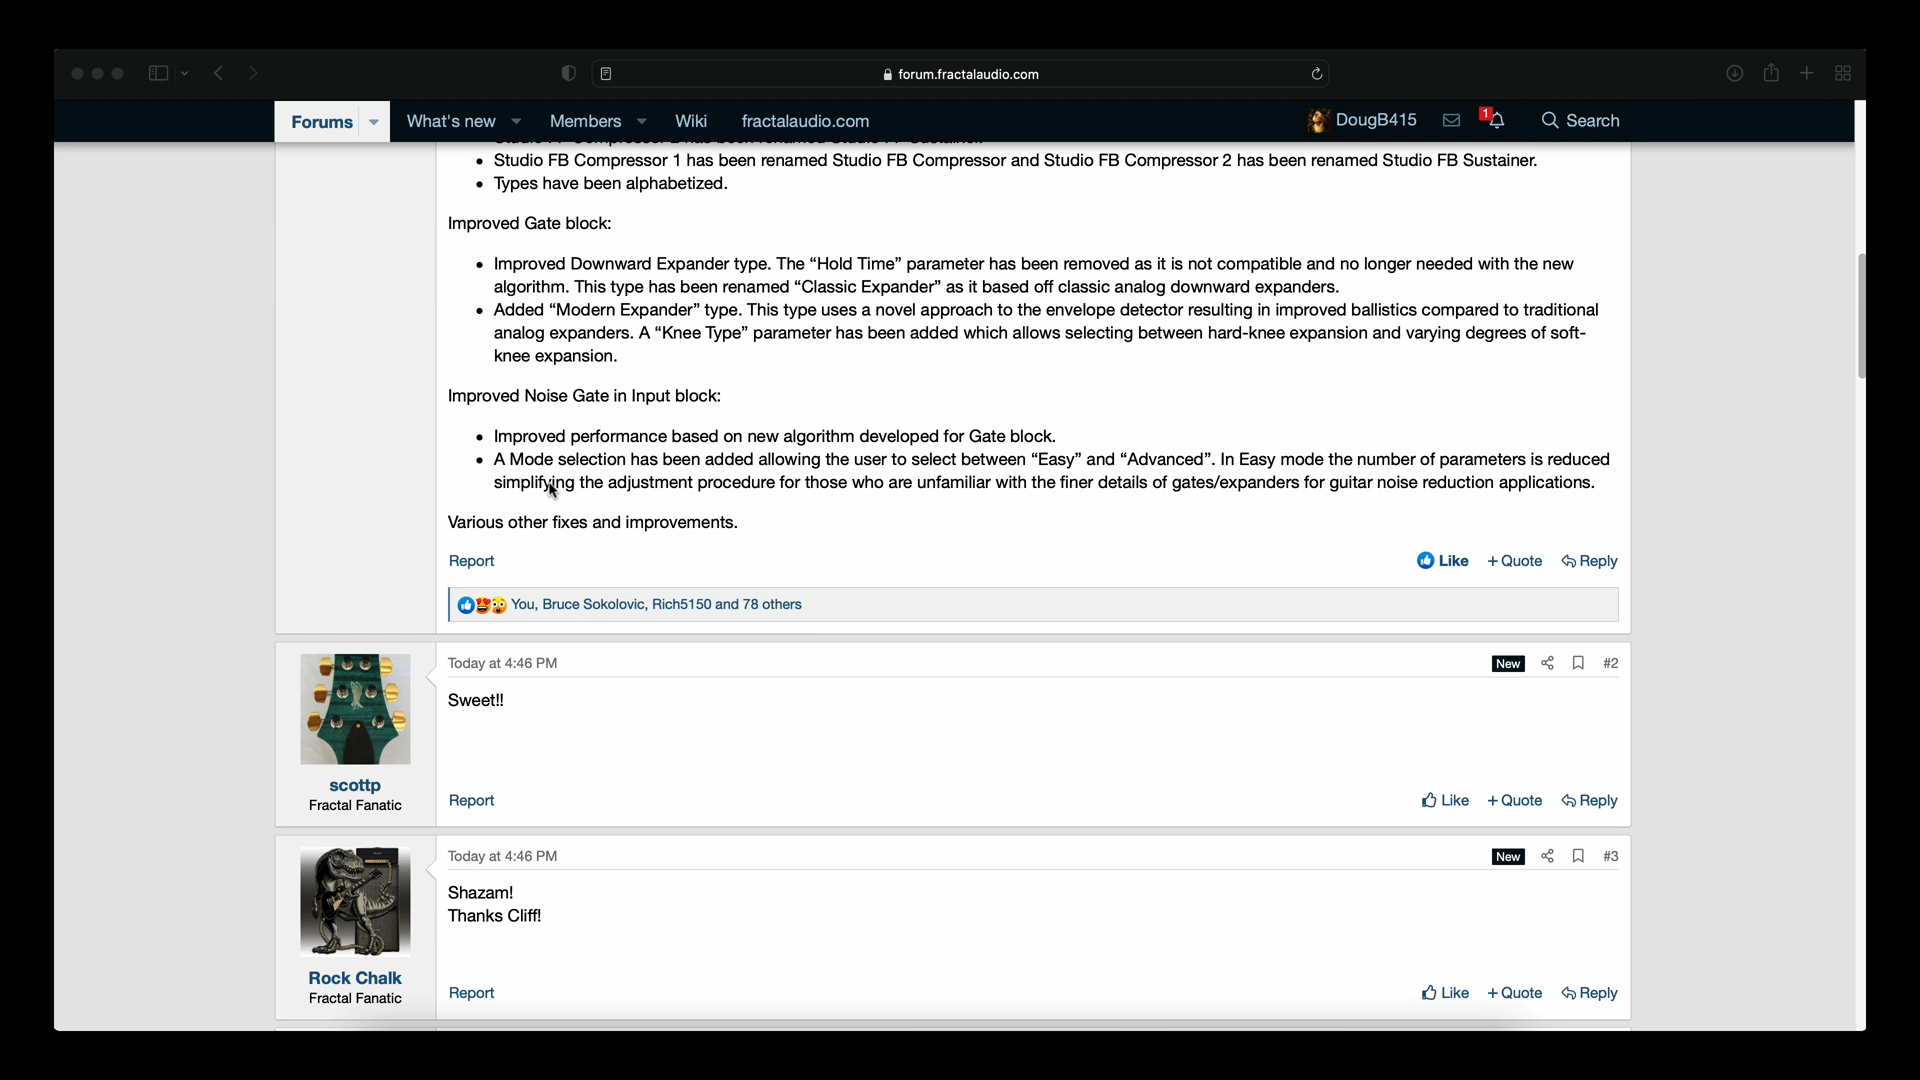 forum.fractalaudio.com
Forums What's new Members Wiki fractalaudio.com DougB415 1 Search
• Studio FB Compressor 1 has been renamed Studio FB Compressor and Studio FB Compressor 2 has been renamed Studio FB Sustainer.
• Types have been alphabetized.
Improved Gate block:
• Improved Downward Expander type. The “Hold Time” parameter has been removed as it is not compatible and no longer needed with the new
algorithm. This type has been renamed “Classic Expander” as it based off classic analog downward expanders.
• Added “Modern Expander” type. This type uses a novel approach to the envelope detector resulting in improved ballistics compared to traditional
analog expanders. A “Knee Type” parameter has been added which allows selecting between hard-knee expansion and varying degrees of soft-
knee expansion.
Improved Noise Gate in Input block:
• Improved performance based on new algorithm developed for Gate block.
• A Mode selection has been added allowing the user to select between “Easy” and “Advanced”. In Easy mode the number of parameters is reduced
simplifying the adjustment procedure for those who are unfamiliar with the finer details of gates/expanders for guitar noise reduction applications.
Various other fixes and improvements.
Report Like +Quote Reply
You, Bruce Sokolovic, Rich5150 and 78 others
Today at 4:46 PM New #2
Sweet!!
scottp
Fractal Fanatic
Report Like +Quote Reply
Today at 4:46 PM New #3
Shazam!
Thanks Cliff!
Rock Chalk
Fractal Fanatic
Report Like +Quote Reply